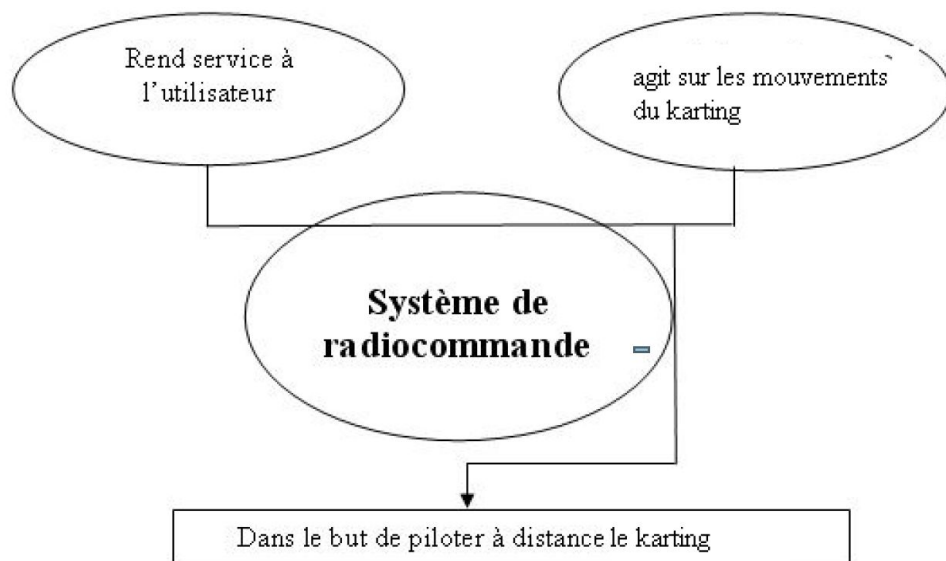 Rend service à
l'utilisateur
agit sur les mouvements
du karting
Système de
radiocommande
Dans le but de piloter à distance le karting